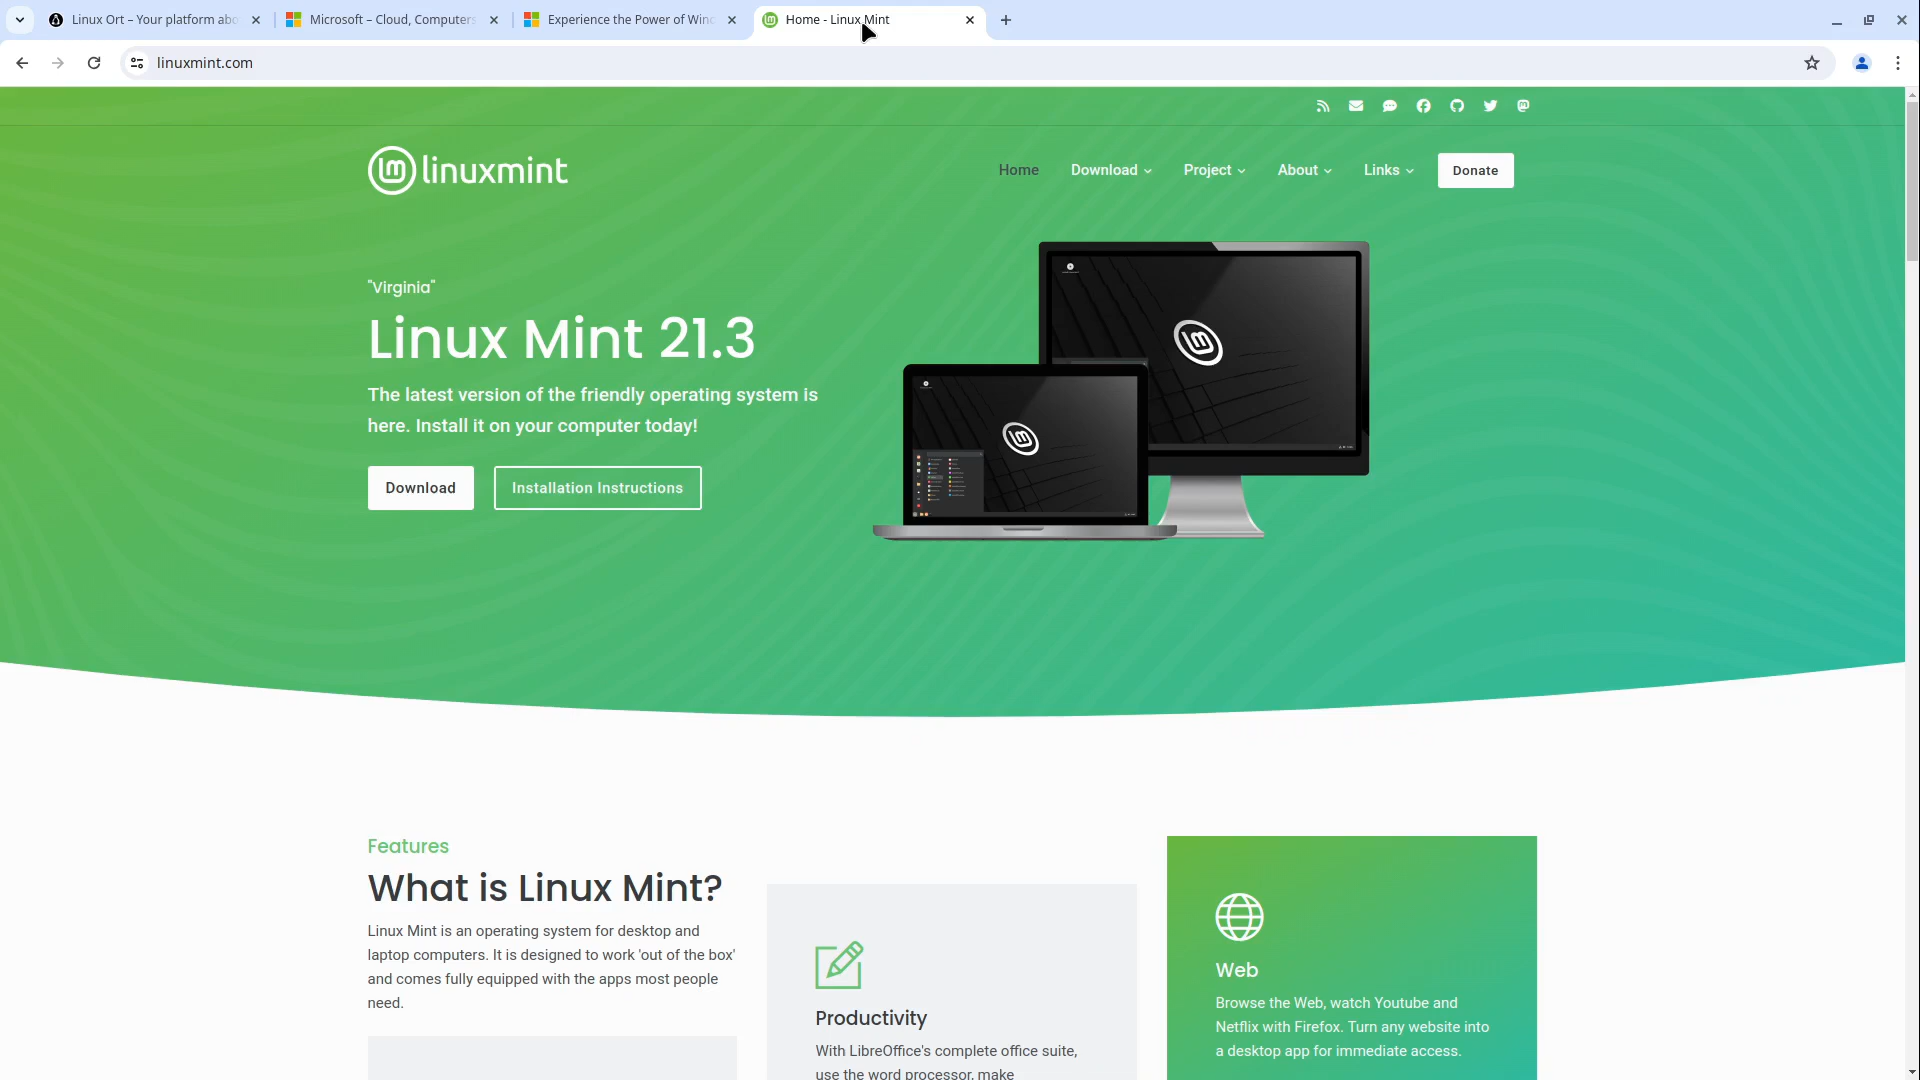 Linux Ort – Your platform abo
Microsoft – Cloud, Computers
Experience the Power of Winc
Home - Linux Mint
linuxmint.com
linuxmint
Home
Download
Project
About
Links
Donate
"Virginia"
Linux Mint 21.3
The latest version of the friendly operating system is
here. Install it on your computer today!
Download
Installation Instructions
Features
What is Linux Mint?
Linux Mint is an operating system for desktop and
laptop computers. It is designed to work 'out of the box'
and comes fully equipped with the apps most people
need.
Productivity
With LibreOffice's complete office suite,
use the word processor, make
Web
Browse the Web, watch Youtube and
Netflix with Firefox. Turn any website into
a desktop app for immediate access.